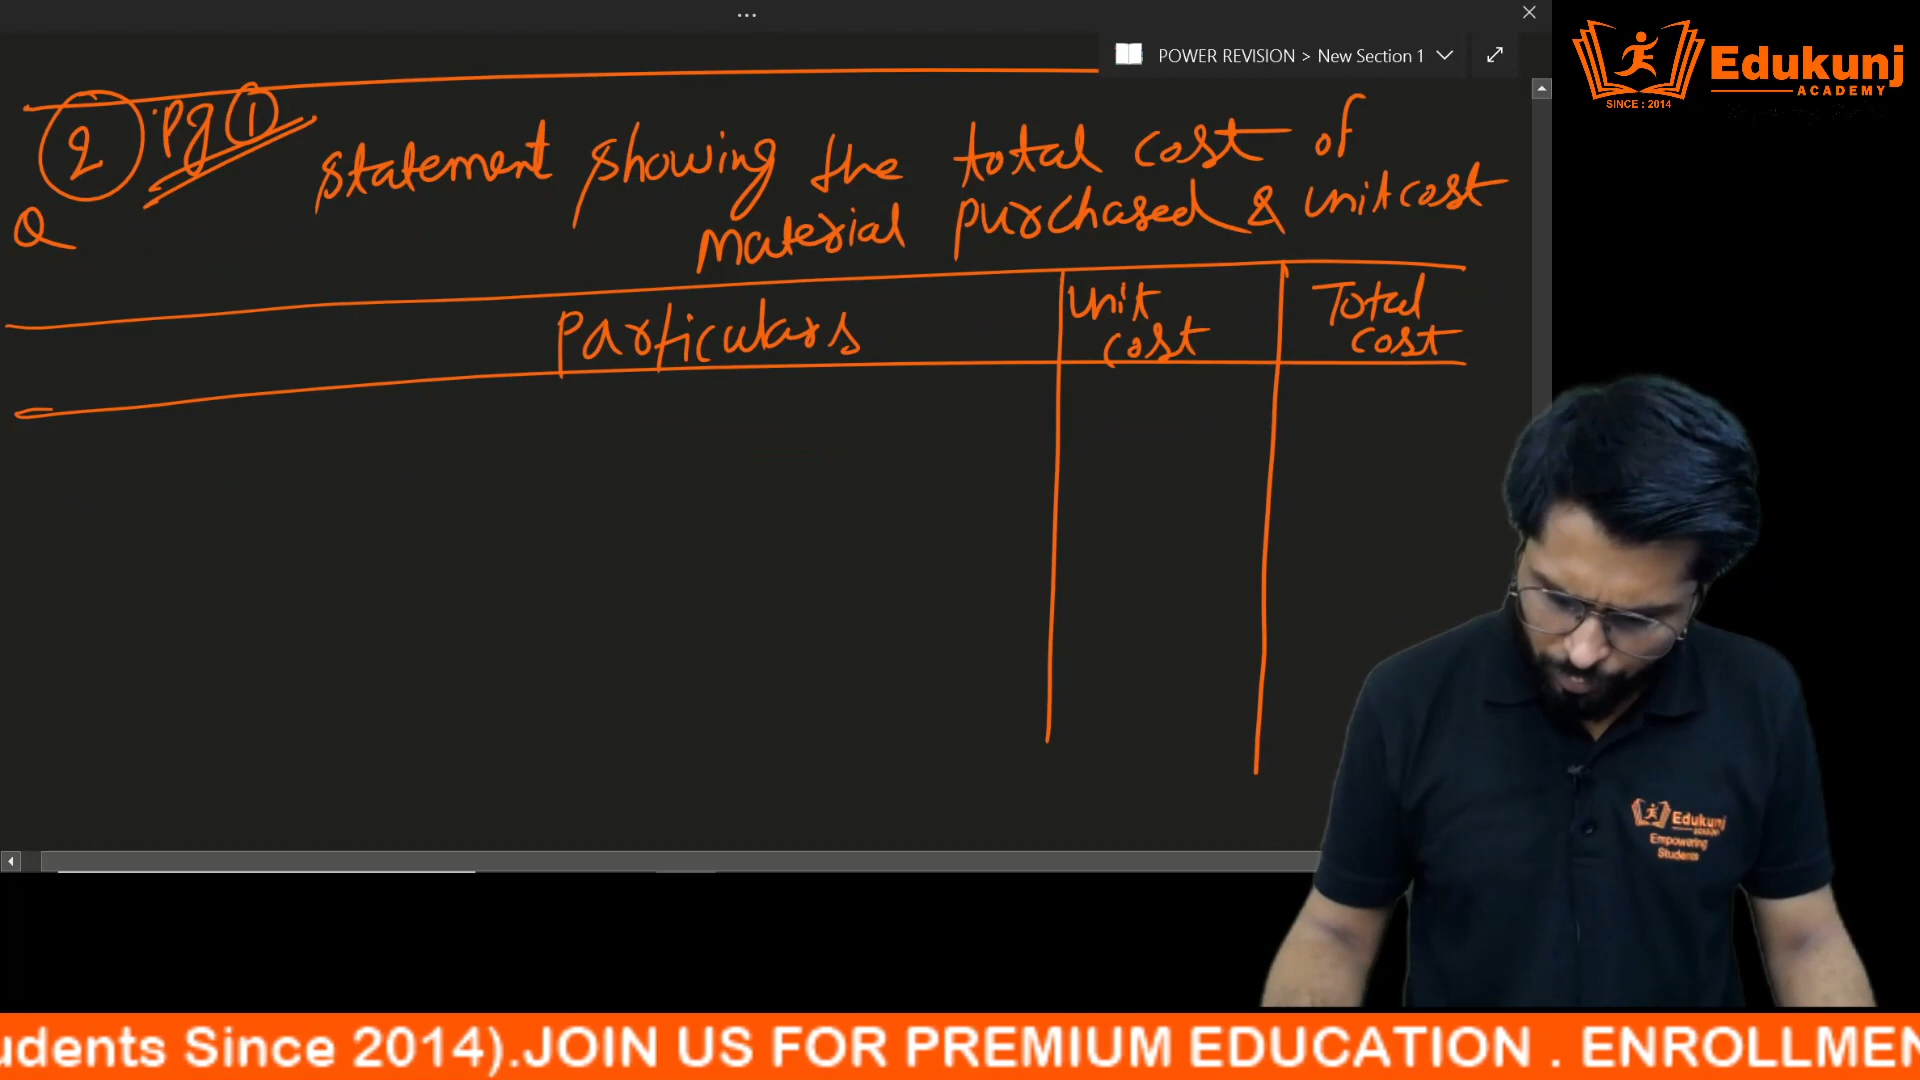 POWER REVISION > New Section 1
Edukunj
ACADEMY
SINCE : 2014
2 Pg 1
Statement showing the total cost of
Q
material purchased & unit cost
Particulars
Unit cost
Total cost
Edukunj
Empowering
Students
udents Since 2014).JOIN US FOR PREMIUM EDUCATION . ENROLLMEN